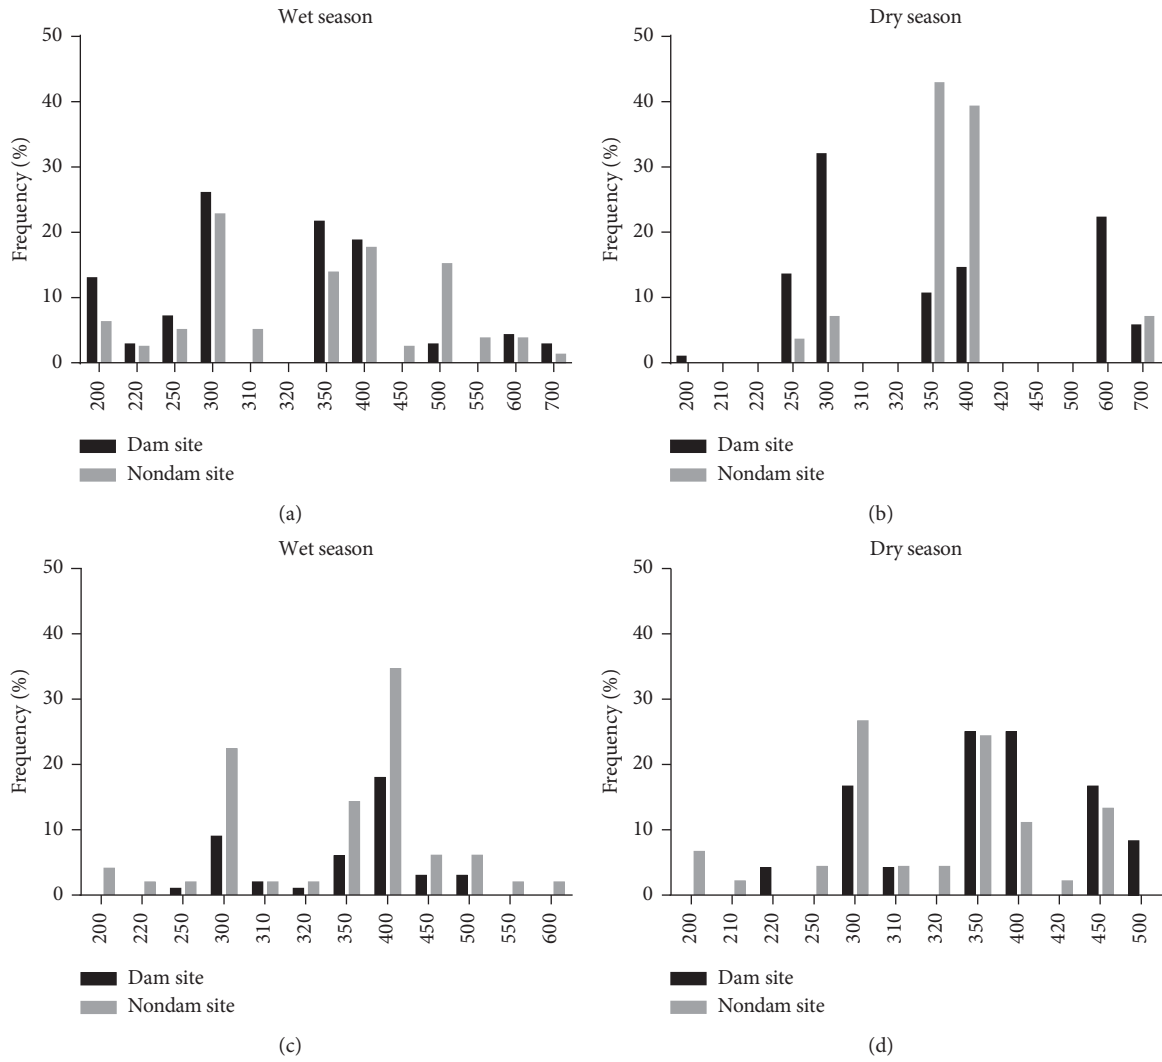 Wet season
Frequency (%)
50
40
30
20
10
0
200 220 250 300 310 320 350 400 450 500 550 600 700
Dam site
Nondam site
(a)
Dry season
Frequency (%)
50
40
30
20
10
0
200 210 220 250 300 310 320 350 400 420 450 500 600 700
Dam site
Nondam site
(b)
Wet season
Frequency (%)
50
40
30
20
10
0
200 220 250 300 310 320 350 400 450 500 550 600
Dam site
Nondam site
(c)
Dry season
Frequency (%)
50
40
30
20
10
0
200 210 220 250 300 310 320 350 400 420 450 500
Dam site
Nondam site
(d)